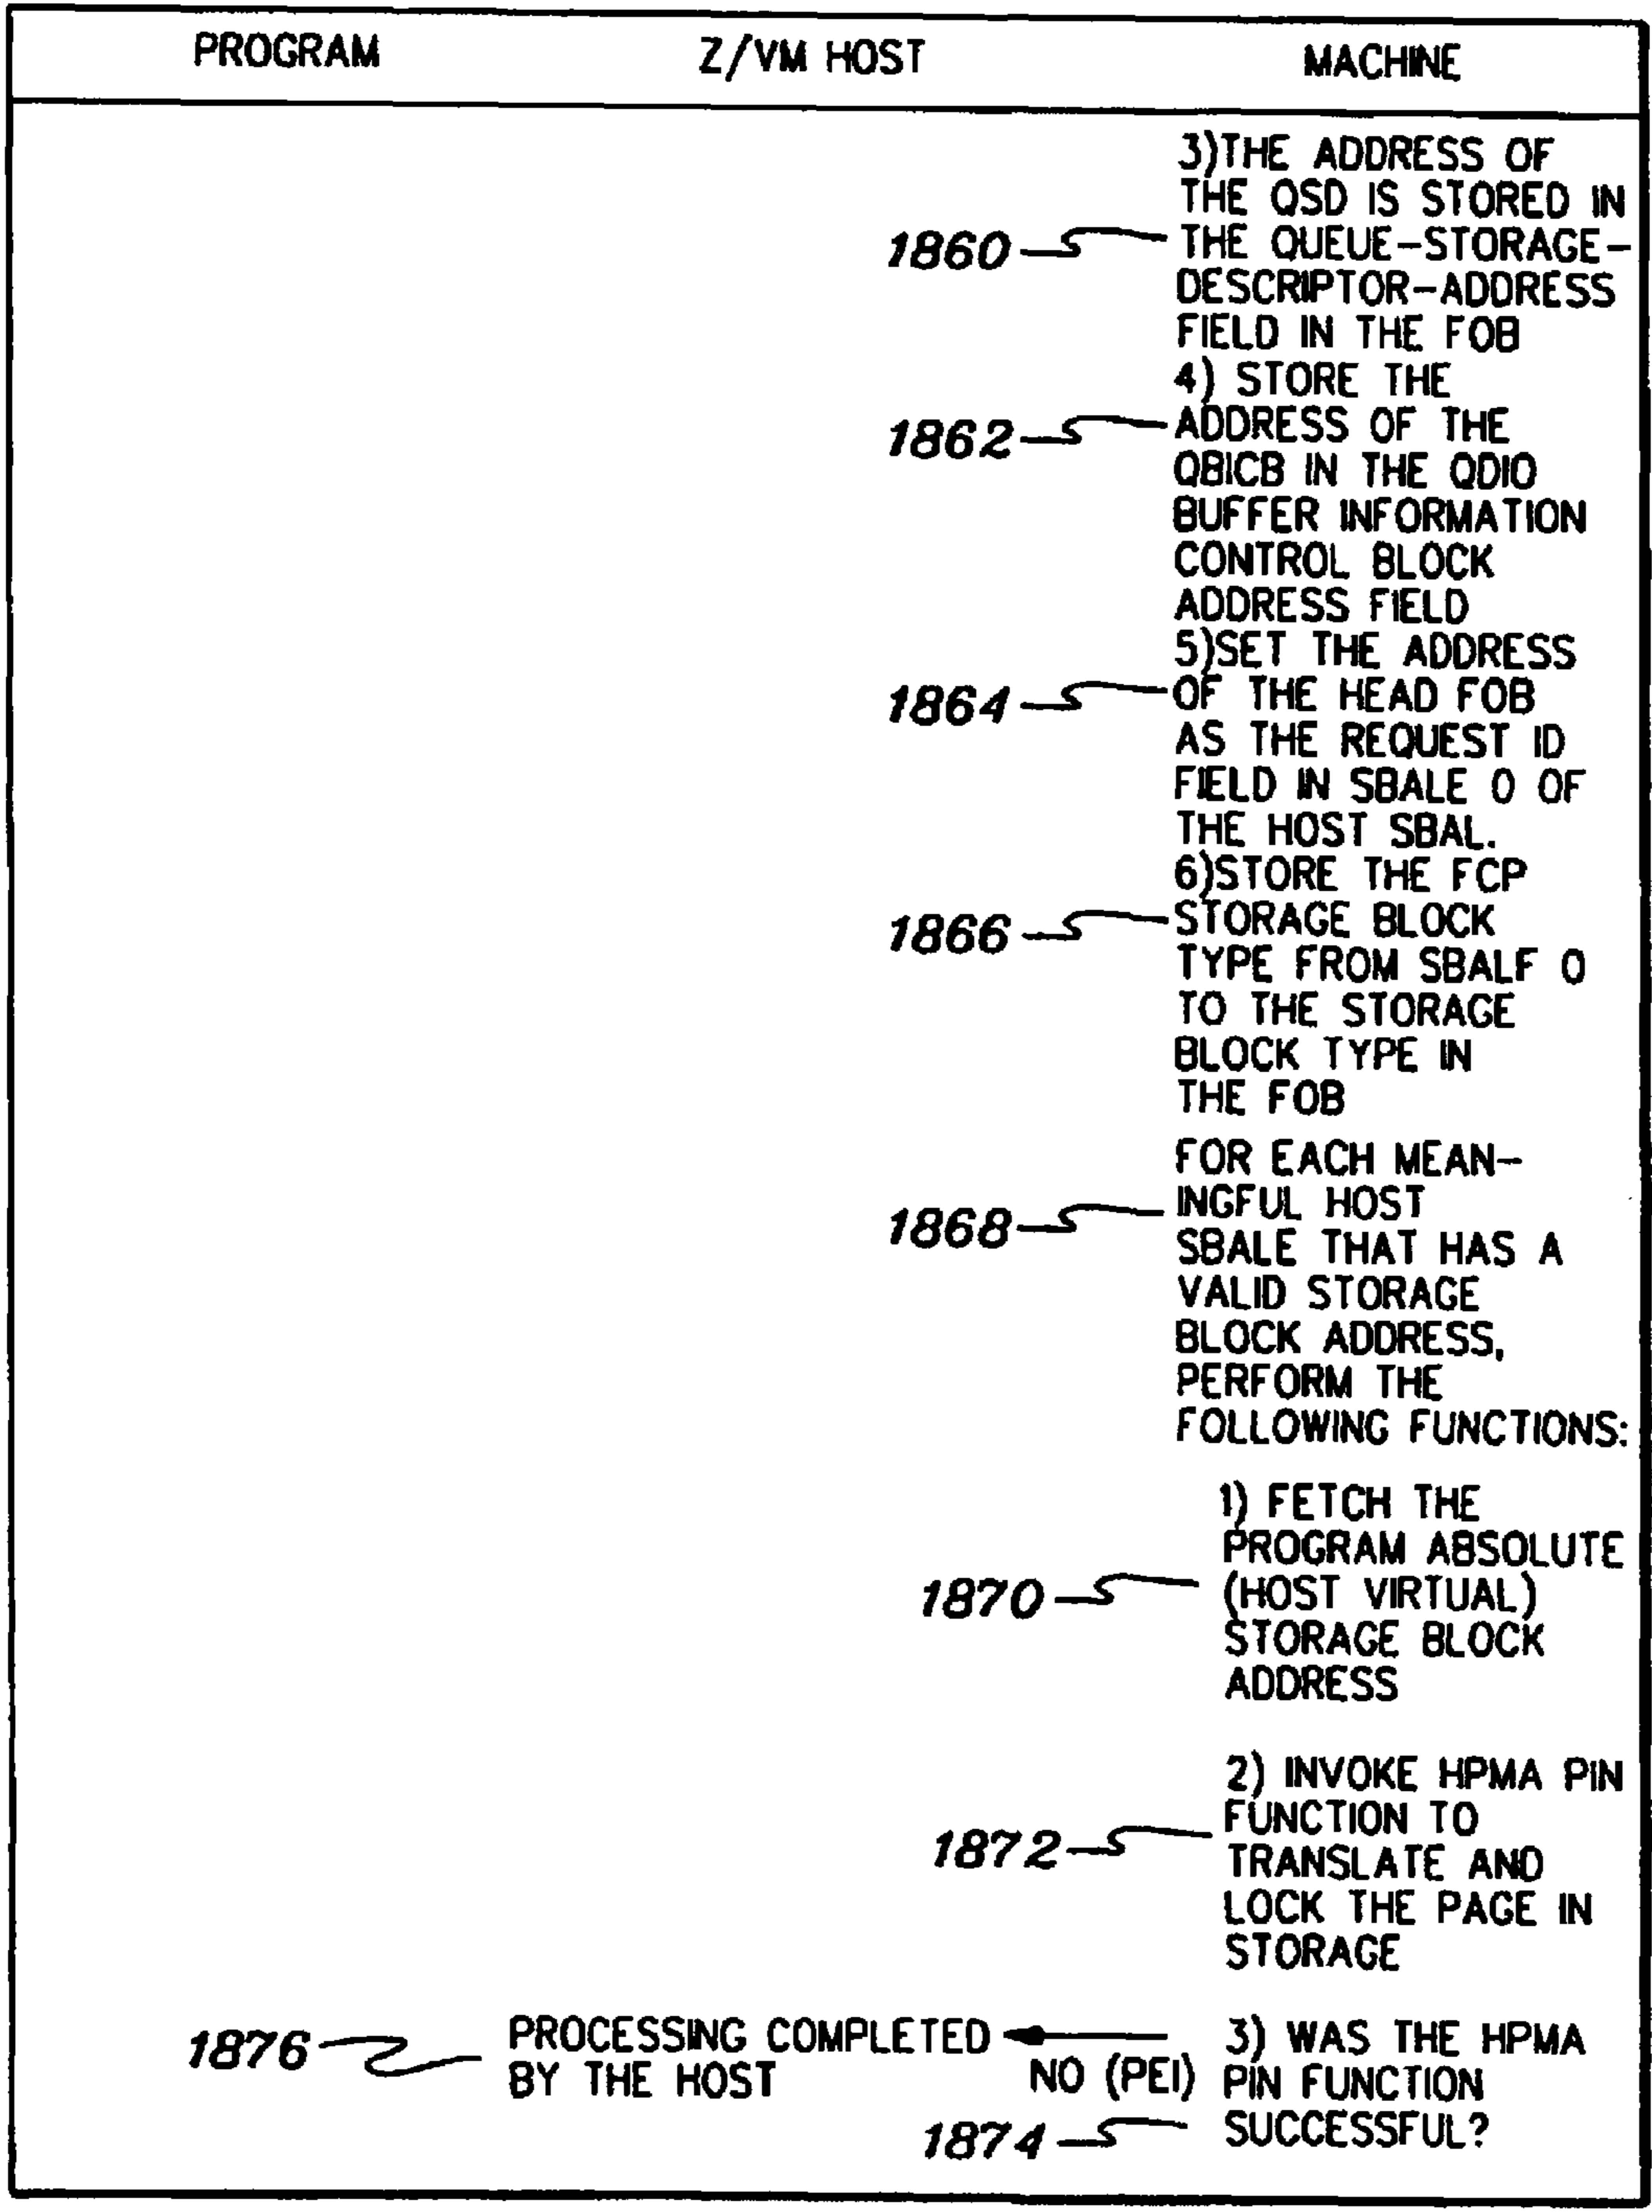 PROGRAM Z/VM HOST MACHINE
3)THE ADDRESS OF
THE QSD IS STORED IN
1860 THE QUEUE-STORAGE-
DESCRIPTOR-ADDRESS
FIELD IN THE FOB
4) STORE THE
1862 ADDRESS OF THE
QBICB IN THE QDIO
BUFFER INFORMATION
CONTROL BLOCK
ADDRESS FIELD
5)SET THE ADDRESS
1864 OF THE HEAD FOB
AS THE REQUEST ID
FIELD IN SBALE 0 OF
THE HOST SBAL.
6)STORE THE FCP
1866 STORAGE BLOCK
TYPE FROM SBALF 0
TO THE STORAGE
BLOCK TYPE IN
THE FOB
FOR EACH MEAN-
1868 INGFUL HOST
SBALE THAT HAS A
VALID STORAGE
BLOCK ADDRESS,
PERFORM THE
FOLLOWING FUNCTIONS:
1) FETCH THE
PROGRAM ABSOLUTE
1870 (HOST VIRTUAL)
STORAGE BLOCK
ADDRESS
2) INVOKE HPMA PIN
FUNCTION TO
1872 TRANSLATE AND
LOCK THE PAGE IN
STORAGE
1876 PROCESSING COMPLETED 3) WAS THE HPMA
BY THE HOST NO (PEI) PIN FUNCTION
1874 SUCCESSFUL?